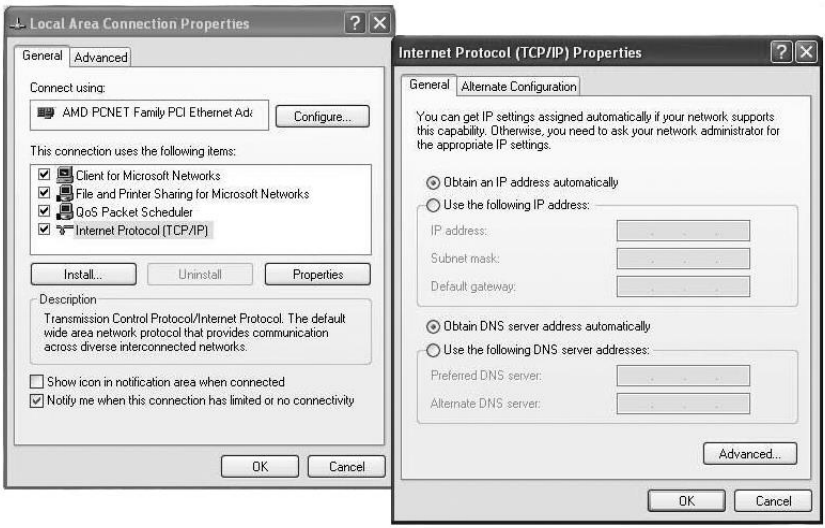 Local Area Connection Properties
General
Advanced
Connect using:
AMD PCNET Family PCI Ethernet Ada
Configure...
This connection uses the following items:
Client for Microsoft Networks
File and Printer Sharing for Microsoft Networks
QoS Packet Scheduler
Internet Protocol (TCP/IP)
Install...
Uninstall
Properties
Description
Transmission Control Protocol/Internet Protocol. The default
wide area network protocol that provides communication
across diverse interconnected networks.
Show icon in notification area when connected
Notify me when this connection has limited or no connectivity
OK
Cancel
Internet Protocol (TCP/IP) Properties
General
Alternate Configuration
You can get IP settings assigned automatically if your network supports
this capability. Otherwise, you need to ask your network administrator for
the appropriate IP settings.
Obtain an IP address automatically
Use the following IP address:
IP address:
Subnet mask:
Default gateway:
Obtain DNS server address automatically
Use the following DNS server addresses:
Preferred DNS server:
Alternate DNS server:
Advanced...
OK
Cancel